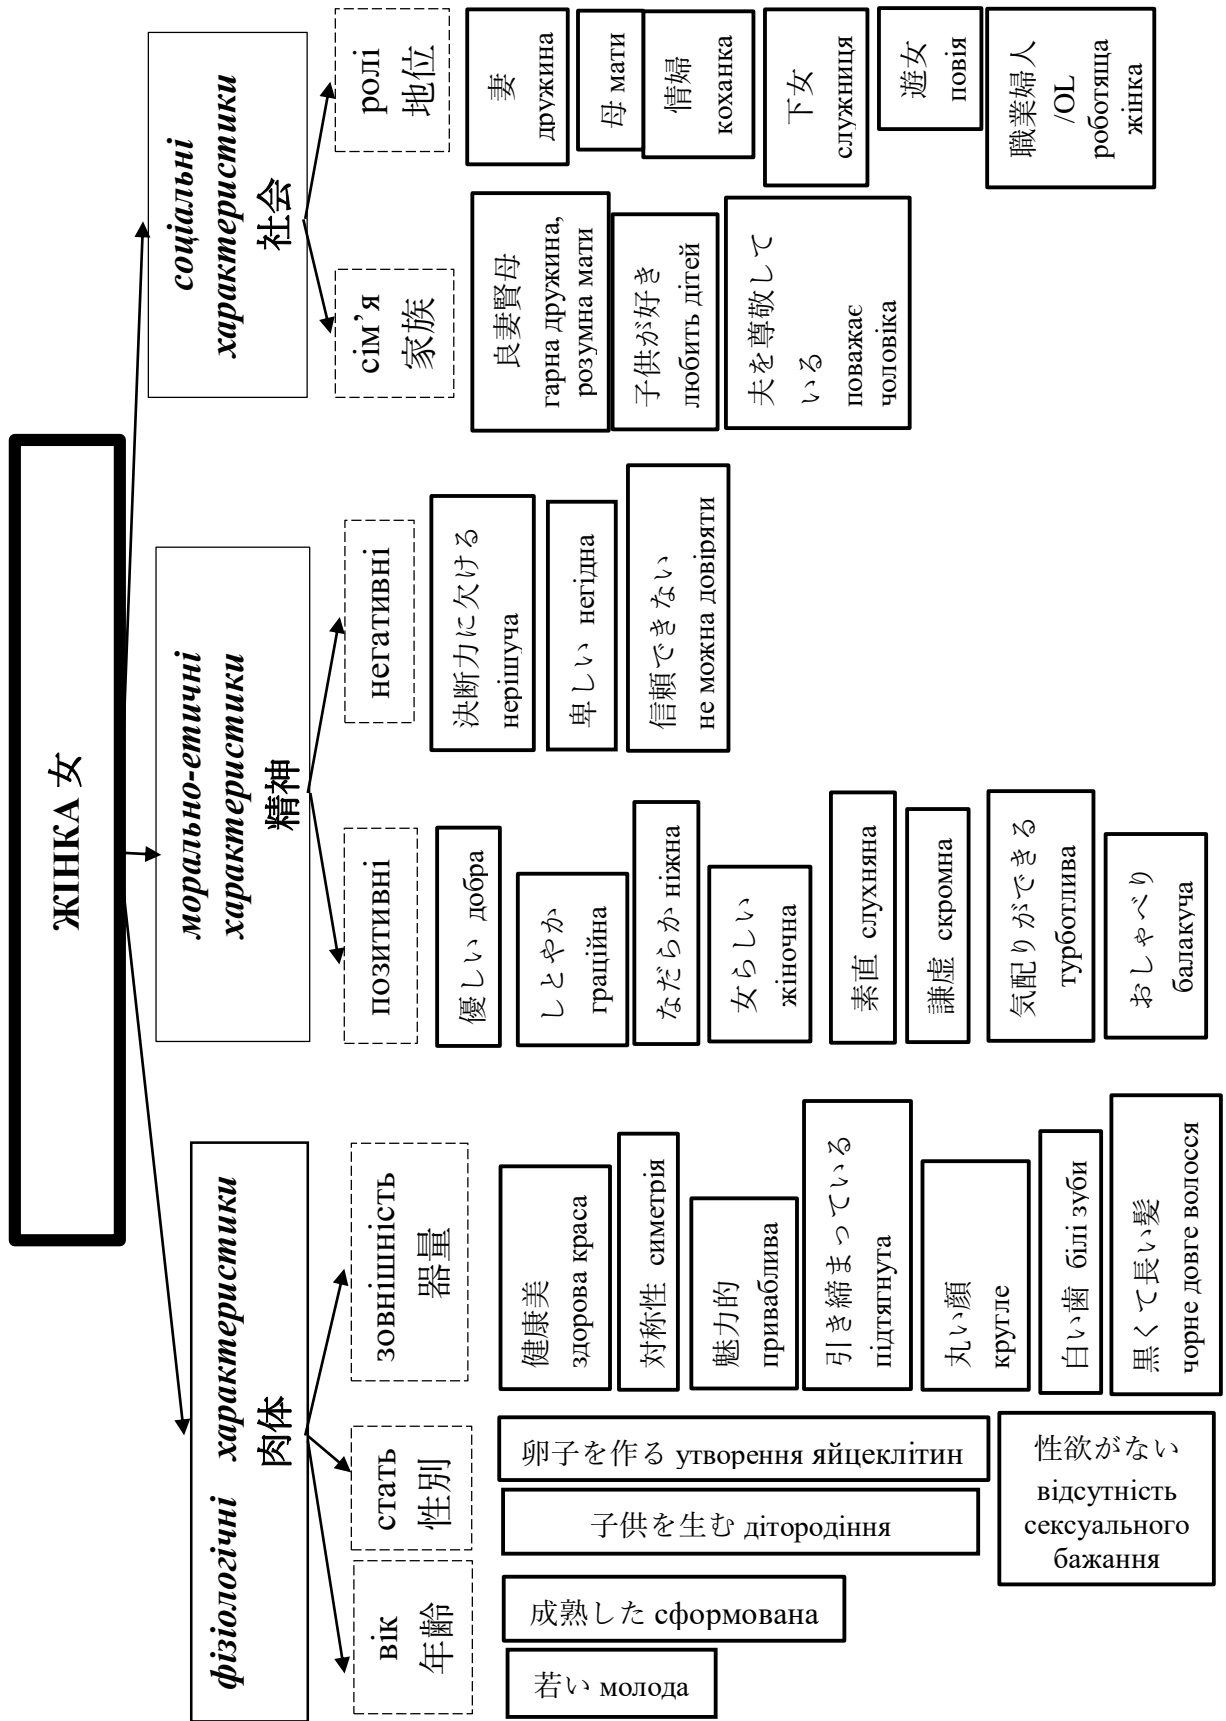 ЖІНКА 女
фізіологічні характеристики
肉体
вік
年齢
若い молода
成熟した сформована
стать
性別
子供を生む дітородіння
卵子を作る утворення яйцеклітин
性欲がない
відсутність
сексуального
бажання
зовнішність
器量
健康美
здорова краса
対称性 симетрія
魅力的
приваблива
引き締まっている
підтягнута
丸い顔
кругле
白い歯 білі зуби
黒くて長い髪
чорне довге волосся
морально-етичні
характеристики
精神
позитивні
優しい добра
しとやか
граційна
なだらか ніжна
女らしい
жіночна
素直 слухняна
謙虚 скромна
気配りができる
турботлива
おしゃべり
балакуча
негативні
決断力に欠ける
нерішуча
卑しい негідна
信頼できない
не можна довіряти
соціальні
характеристики
社会
сім’я
家族
良妻賢母
гарна дружина,
розумна мати
子供が好き
любить дітей
夫を尊敬して
いる
поважає
чоловіка
ролі
地位
妻
дружина
母 мати
情婦
коханка
下女
служниця
遊女
повія
職業婦人
/OL
роботяща
жінка